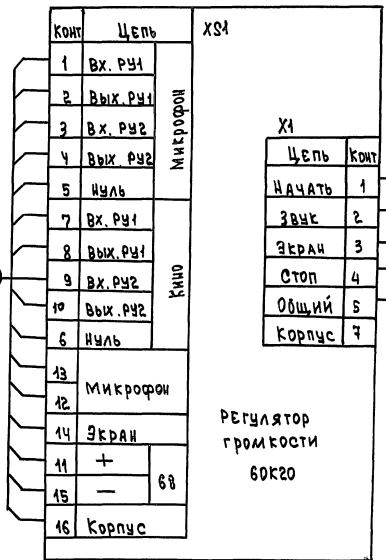 Конт Цепь XS1
1 Вх. РУ1
2 Вых. РУ1
3 Вх. РУ2
4 Вых. РУ2
5 Нуль
Микрофон
7 Вх. РУ1
8 Вых. РУ1
9 Вх. РУ2
10 Вых. РУ2
6 Нуль
Кино
13
12
Микрофон
14 Экран
11 +
15 —
6В
16 Корпус
X1
Цепь Конт
Начать 1
Звук 2
Экран 3
Стоп 4
Общий 5
Корпус 7
Регулятор
громкости
60К20